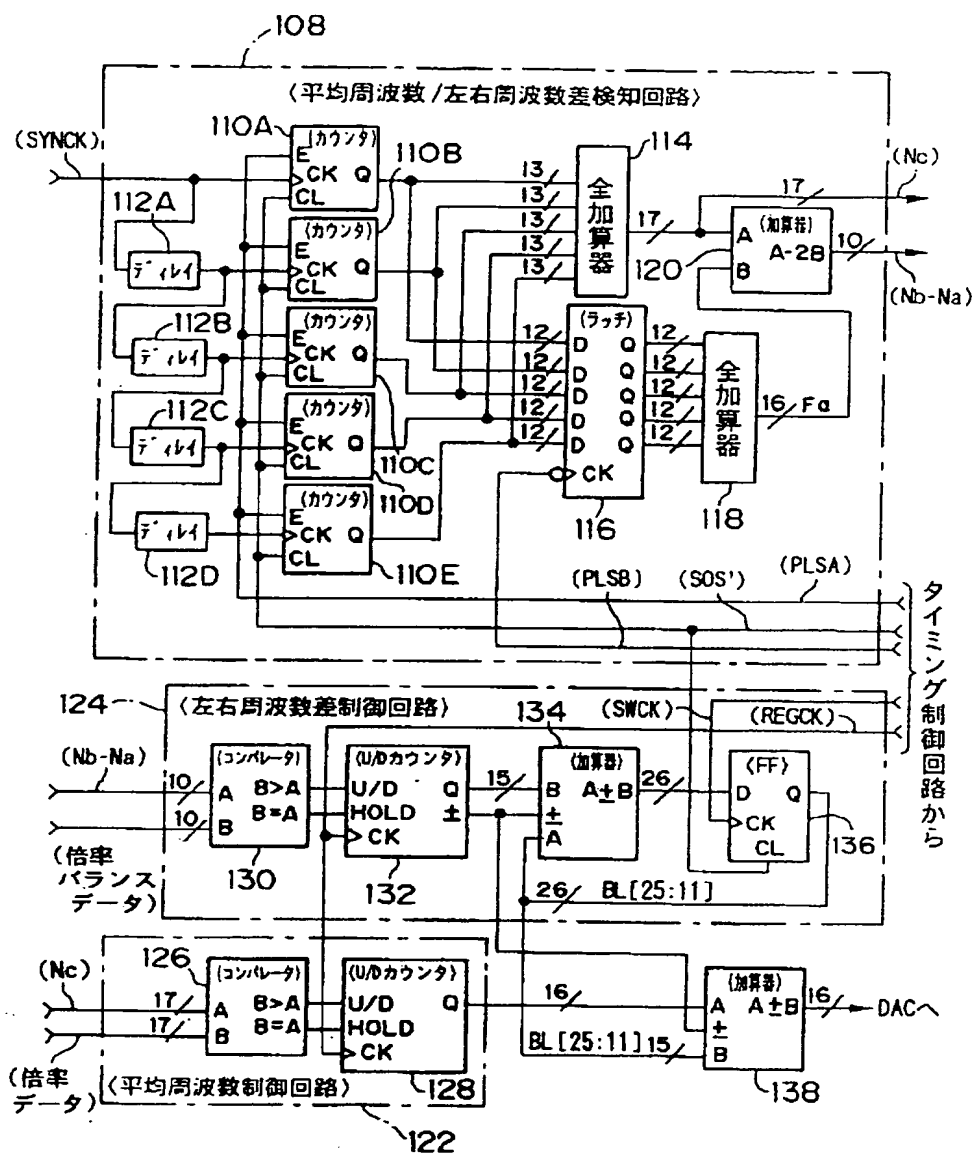 108
〈平均周波数/左右周波数差検知回路〉
(SYNCK)
110A
(カウンタ)
E
CK Q
CL
110B
112A
ディレイ
(カウンタ)
E
CK Q
CL
112B
ディレイ
(カウンタ)
E
CK Q
CL
110C
112C
ディレイ
(カウンタ)
E
CK Q
CL
110D
112D
ディレイ
(カウンタ)
E
CK Q
CL
110E
114
13
13
13
13
13
全加算器
17
17
(Nc)
(加算器)
A
A-2B
B
120
10
(Nb-Na)
(ラッチ)
12 D Q 12
12 D Q 12
12 D Q 12
12 D Q 12
12 D Q 12
CK
116
全加算器
118
16 Fa
(PLSB)
(SOS')
(PLSA)
タイミング制御回路から
124
〈左右周波数差制御回路〉
(SWCK)
(REGCK)
(Nb-Na)
10
10
(倍率
バランス
データ)
(コンパレータ)
A B>A
B=A
B
130
(U/Dカウンタ)
U/D Q
HOLD ±
CK
132
15
134
(加算器)
B A±B
±
A
26
(FF)
D Q
CK
CL
136
26
BL[25:11]
(Nc)
126
17
17
(倍率
データ)
(コンパレータ)
A B>A
B=A
B
(U/Dカウンタ)
U/D Q
HOLD
CK
128
16
BL[25:11] 15
(加算器)
A A±B
±
B
138
16
DACへ
〈平均周波数制御回路〉
122